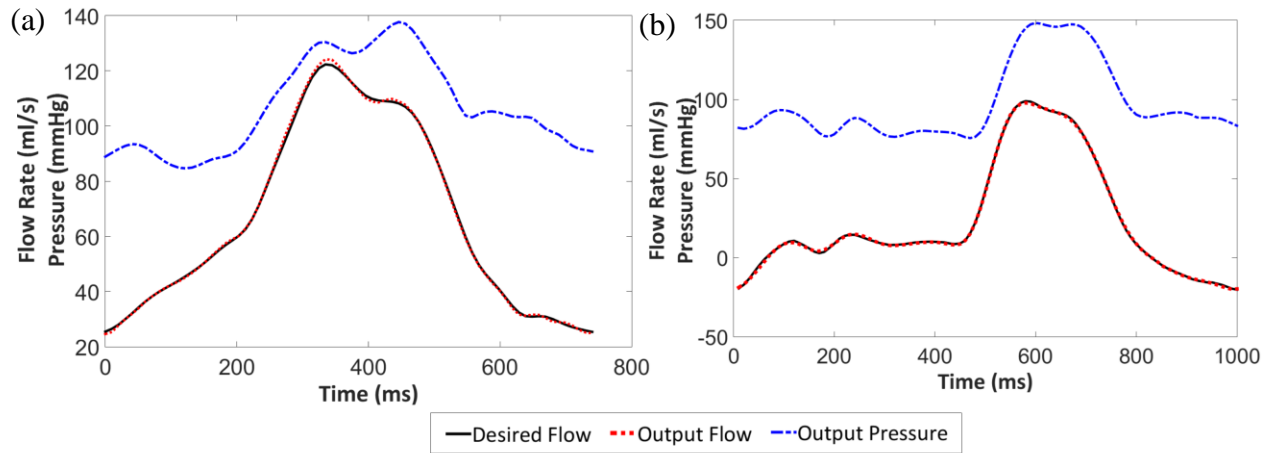 (a)
Flow Rate (ml/s)
Pressure (mmHg)
140
120
100
80
60
40
20
0
200
400
600
800
Time (ms)
(b)
Flow Rate (ml/s)
Pressure (mmHg)
150
100
50
0
-50
0
200
400
600
800
1000
Time (ms)
Desired Flow
Output Flow
Output Pressure